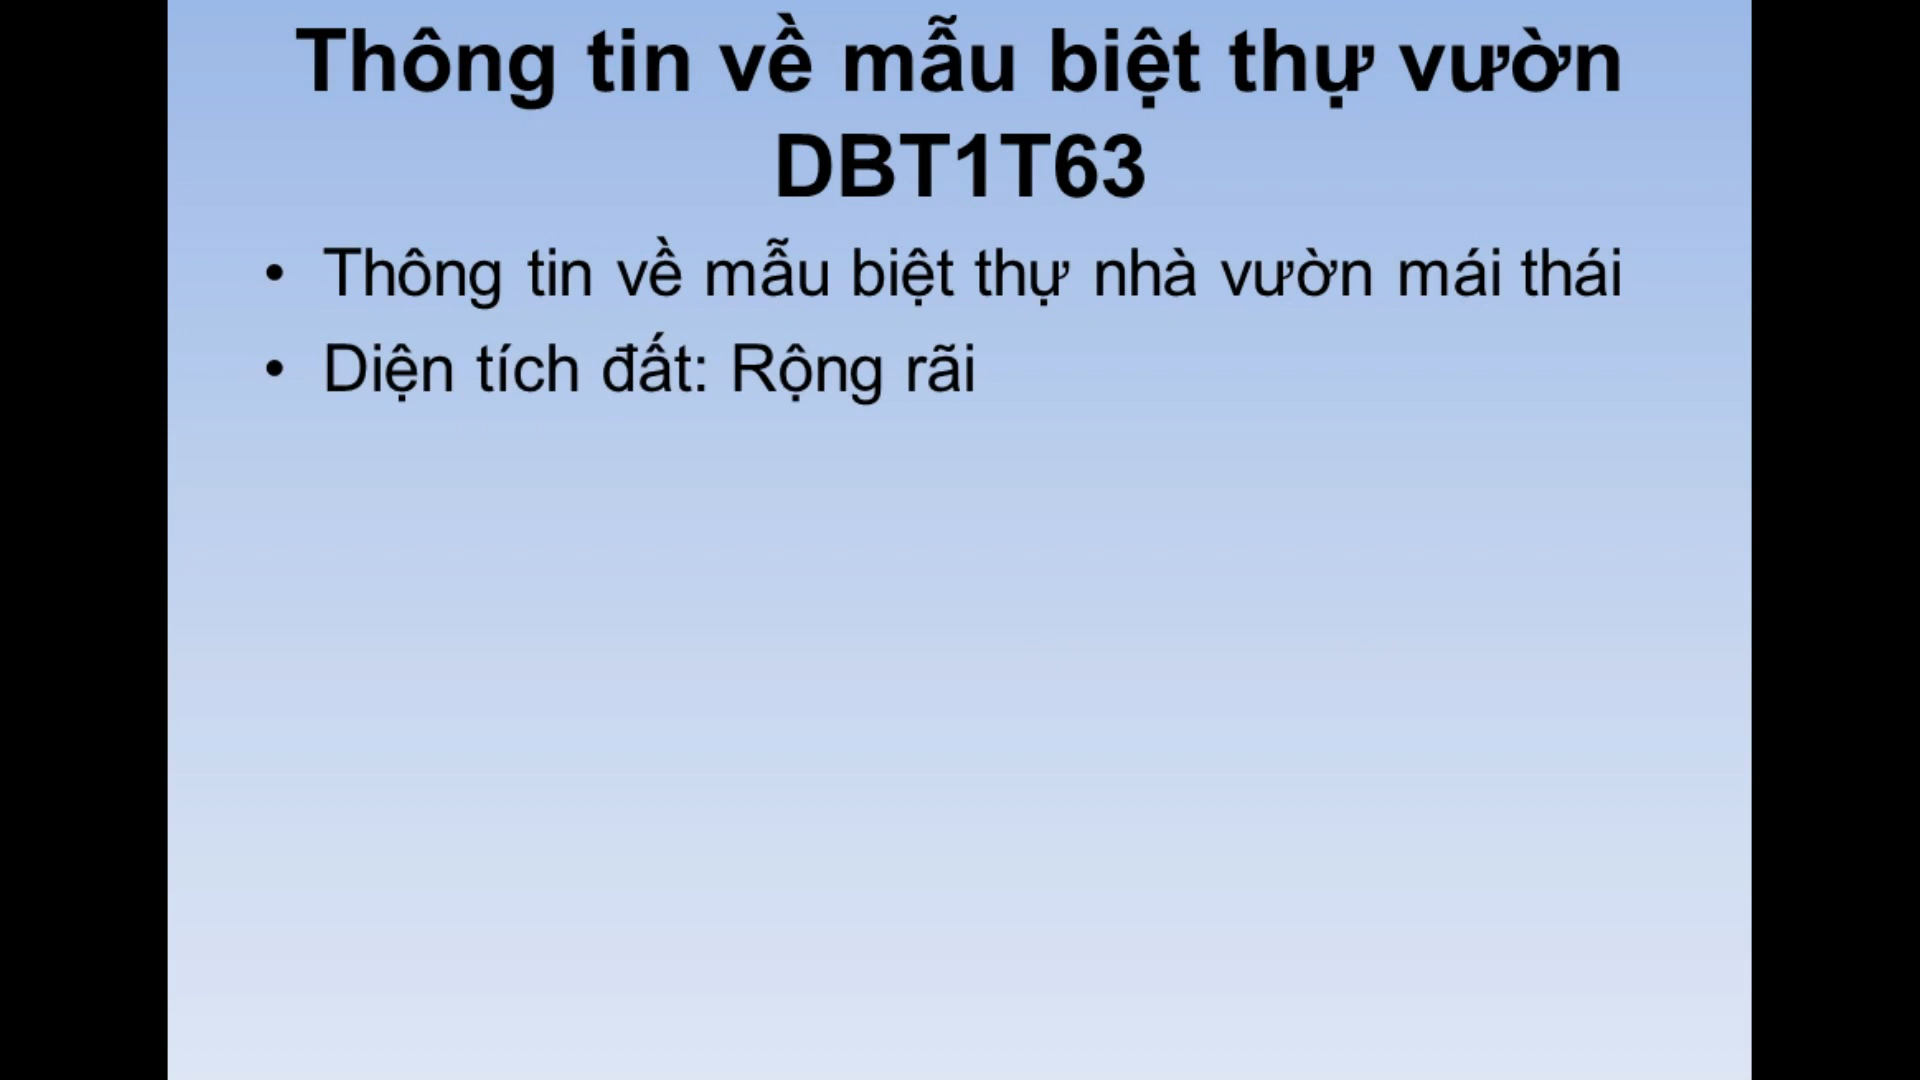 Thông tin về mẫu biệt thự vườn
DBT1T63
• Thông tin về mẫu biệt thự nhà vườn mái thái
• Diện tích đất: Rộng rãi